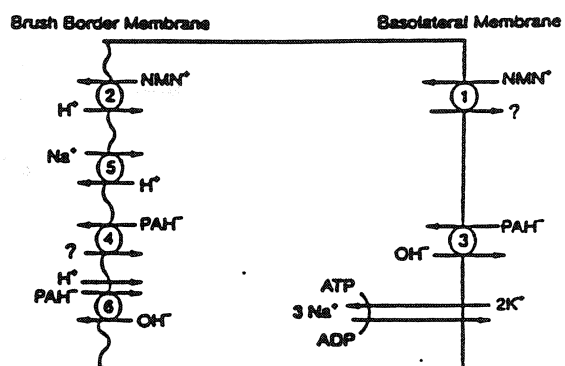 Brush Border Membrane
Basolateral Membrane
NMN⁺
2
H⁺
NMN⁺
1
?
Na⁺
5
H⁺
PAH⁻
4
?
PAH⁻
3
OH⁻
H⁺
PAH⁻
6
OH⁻
ATP
3 Na⁺
2K⁺
ADP